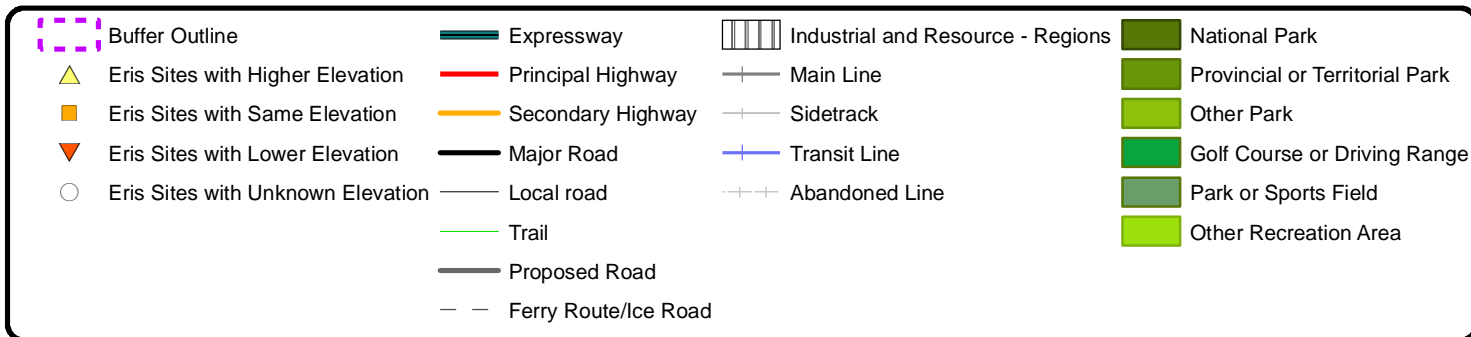 Buffer Outline
Eris Sites with Higher Elevation
Eris Sites with Same Elevation
Eris Sites with Lower Elevation
Eris Sites with Unknown Elevation
Expressway
Principal Highway
Secondary Highway
Major Road
Local road
Trail
Proposed Road
Ferry Route/Ice Road
Industrial and Resource - Regions
Main Line
Sidetrack
Transit Line
Abandoned Line
National Park
Provincial or Territorial Park
Other Park
Golf Course or Driving Range
Park or Sports Field
Other Recreation Area